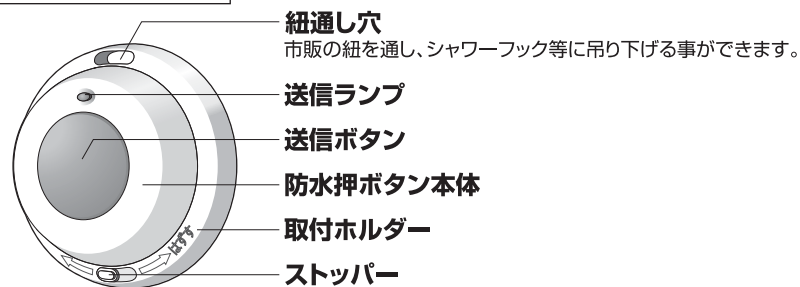 紐通し穴
市販の紐を通し、シャワーフック等に吊り下げる事ができます。
送信ランプ
送信ボタン
防水押ボタン本体
取付ホルダー
はずす
ストッパー